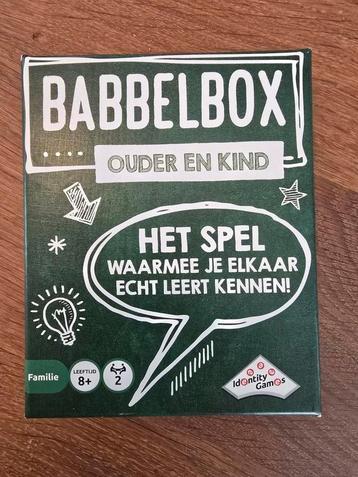 BABBELBOX
OUDER EN KIND
HET SPEL
WAARMEE JE ELKAAR
ECHT LEERT KENNEN!
Familie
LEEFTIJD
8+
2
Identity
Games